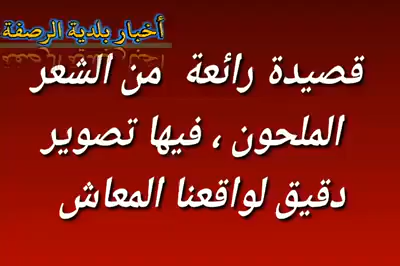 أخبار بلدية الرصفة
قصيدة رائعة من الشعر
الملحون ، فيها تصوير
دقيق لواقعنا المعاش